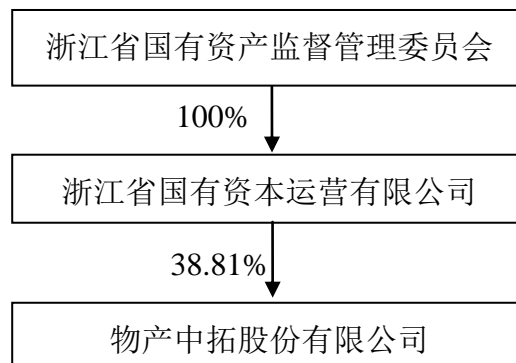 浙江省国有资产监督管理委员会
100%
浙江省国有资本运营有限公司
38.81%
物产中拓股份有限公司